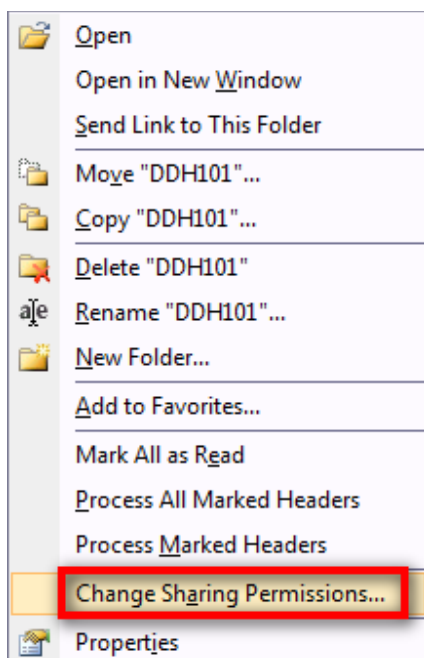 Open
Open in New Window
Send Link to This Folder
Move "DDH101"...
Copy "DDH101"...
Delete "DDH101"
Rename "DDH101"...
New Folder...
Add to Favorites...
Mark All as Read
Process All Marked Headers
Process Marked Headers
Change Sharing Permissions...
Properties